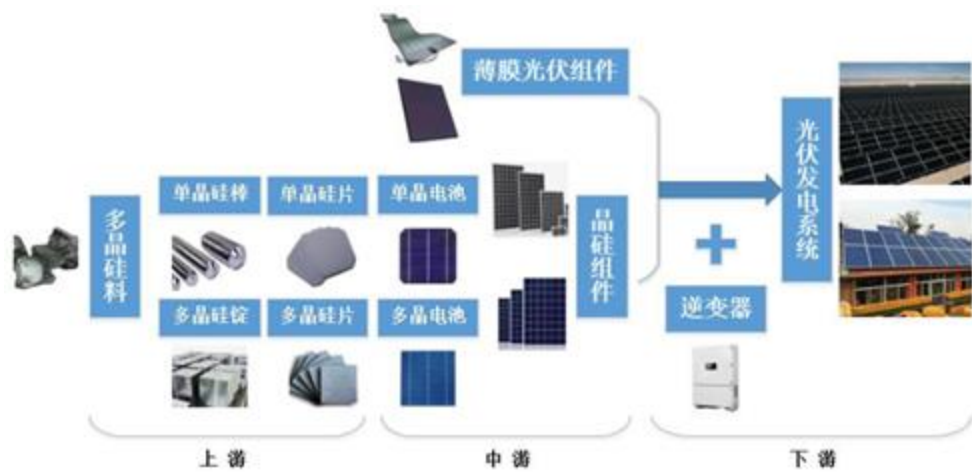 薄膜光伏组件
多晶硅料
单晶硅棒
单晶硅片
单晶电池
多晶硅锭
多晶硅片
多晶电池
晶硅组件
逆变器
光伏发电系统
上游
中游
下游